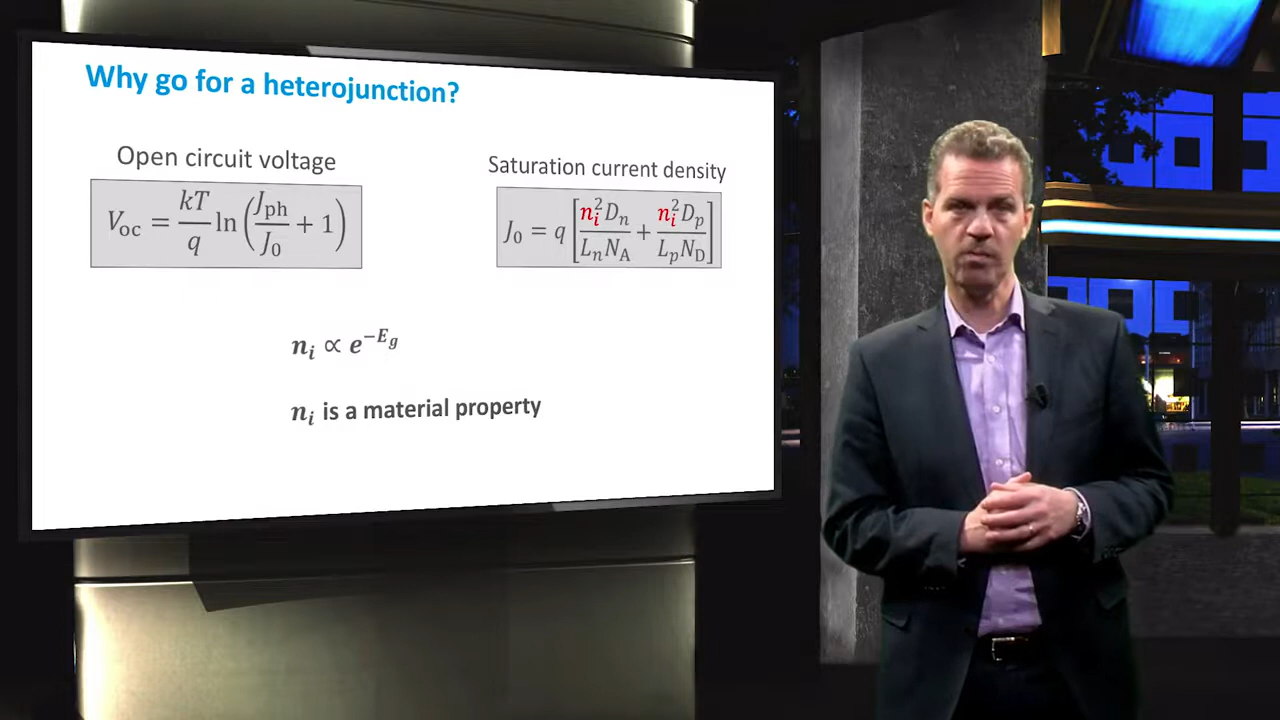 Why go for a heterojunction?
Open circuit voltage
V_oc = kT/q ln(J_ph/J_0 + 1)
Saturation current density
J_0 = q [n_i^2 D_n / L_n N_A + n_i^2 D_p / L_p N_D]
n_i ∝ e^{-E_g}
n_i is a material property